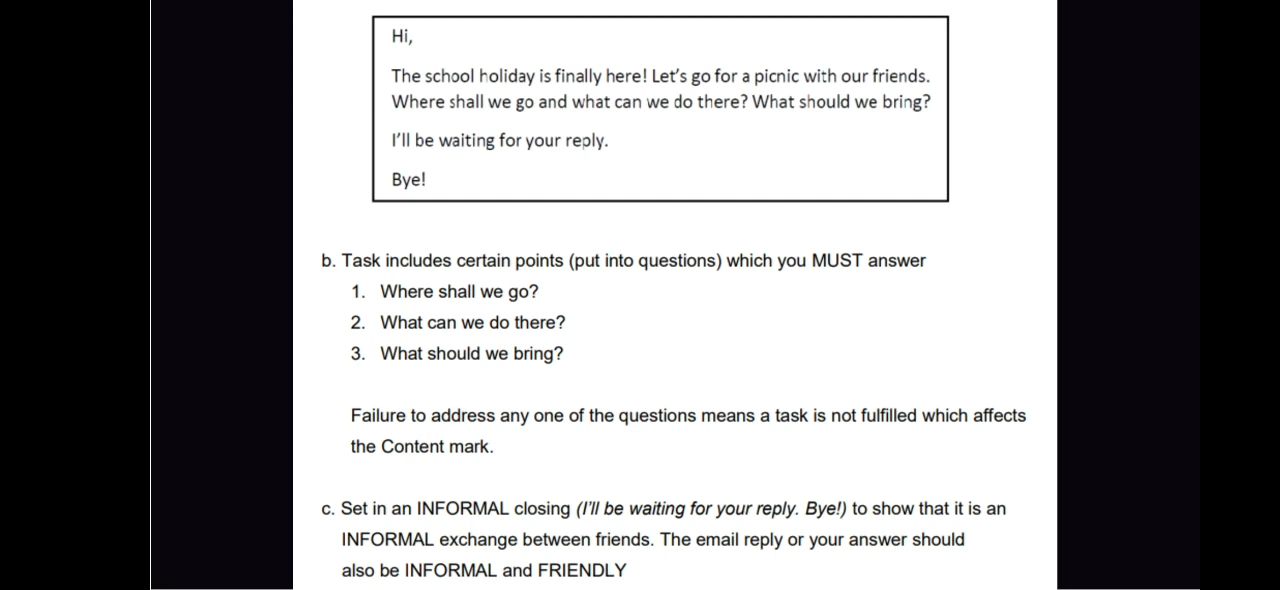 Hi,
The school holiday is finally here! Let's go for a picnic with our friends.
Where shall we go and what can we do there? What should we bring?
I'll be waiting for your reply.
Bye!
b. Task includes certain points (put into questions) which you MUST answer
1. Where shall we go?
2. What can we do there?
3. What should we bring?
Failure to address any one of the questions means a task is not fulfilled which affects
the Content mark.
c. Set in an INFORMAL closing (I'll be waiting for your reply. Bye!) to show that it is an
INFORMAL exchange between friends. The email reply or your answer should
also be INFORMAL and FRIENDLY